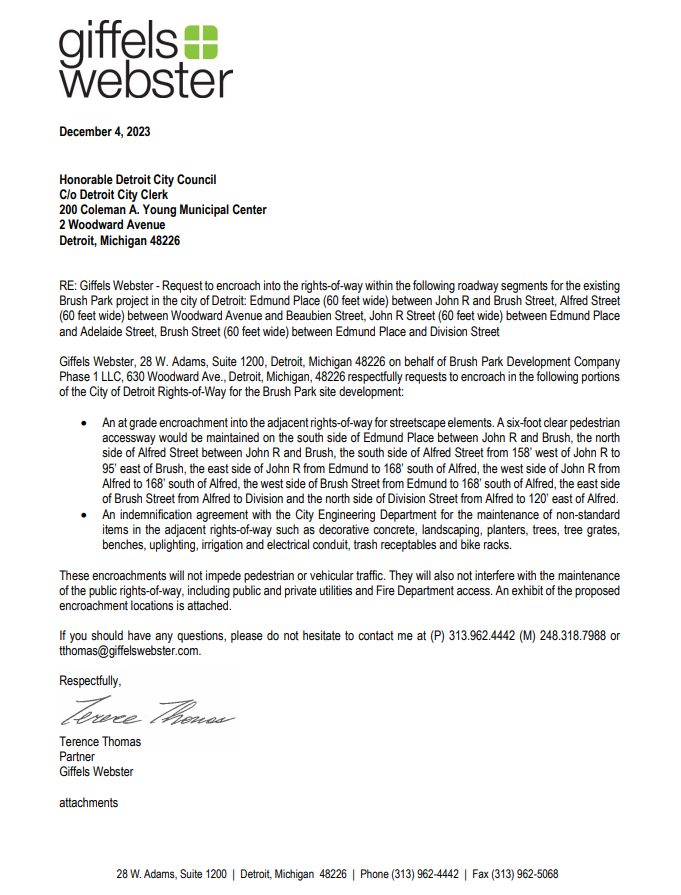 giffels
webster
December 4, 2023
Honorable Detroit City Council
C/o Detroit City Clerk
200 Coleman A. Young Municipal Center
2 Woodward Avenue
Detroit, Michigan 48226
RE: Giffels Webster - Request to encroach into the rights-of-way within the following roadway segments for the existing
Brush Park project in the city of Detroit: Edmund Place (60 feet wide) between John R and Brush Street, Alfred Street
(60 feet wide) between Woodward Avenue and Beaubien Street, John R Street (60 feet wide) between Edmund Place
and Adelaide Street, Brush Street (60 feet wide) between Edmund Place and Division Street
Giffels Webster, 28 W. Adams, Suite 1200, Detroit, Michigan 48226 on behalf of Brush Park Development Company
Phase 1 LLC, 630 Woodward Ave., Detroit, Michigan, 48226 respectfully requests to encroach in the following portions
of the City of Detroit Rights-of-Way for the Brush Park site development:
• An at grade encroachment into the adjacent rights-of-way for streetscape elements. A six-foot clear pedestrian
accessway would be maintained on the south side of Edmund Place between John R and Brush, the north
side of Alfred Street between John R and Brush, the south side of Alfred Street from 158' west of John R to
95' east of Brush, the east side of John R from Edmund to 168' south of Alfred, the west side of John R from
Alfred to 168' south of Alfred, the west side of Brush from Edmund to 168' south of Alfred, the east side
of Brush Street from Alfred to Division and the north side of Division Street from Alfred to 120' east of Alfred.
• An indemnification agreement with the City Engineering Department for the maintenance of non-standard
items in the adjacent rights-of-way such as decorative concrete, landscaping, planters, trees, tree grates,
benches, uplighting, irrigation and electrical conduit, trash receptables and bike racks.
These encroachments will not impede pedestrian or vehicular traffic. They will also not interfere with the maintenance
of the public rights-of-way, including public and private utilities and Fire Department access. An exhibit of the proposed
encroachment locations is attached.
If you should have any questions, please do not hesitate to contact me at (P) 313.962.4442 (M) 248.318.7988 or
tthomas@giffelswebster.com.
Respectfully,
Terence Thomas
Terence Thomas
Partner
Giffels Webster
attachments
28 W. Adams, Suite 1200 | Detroit, Michigan 48226 | Phone (313) 962-4442 | Fax (313) 962-5068